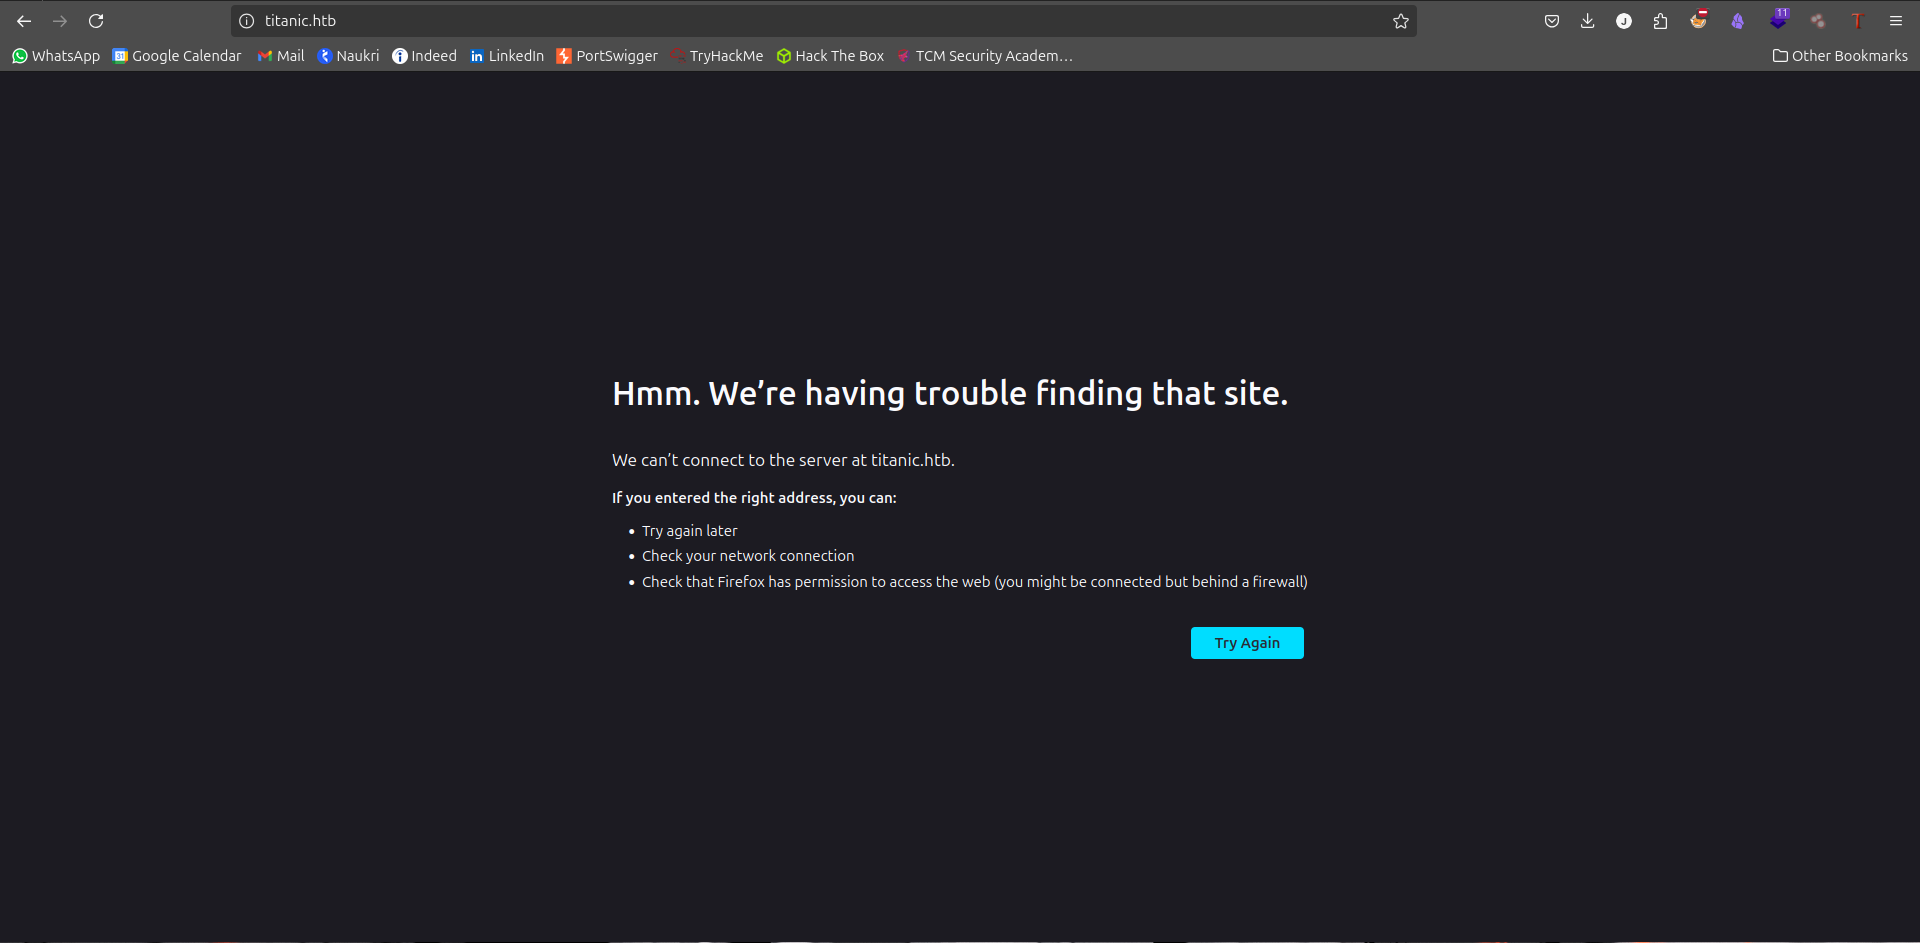 titanic.htb
11
WhatsApp Google Calendar Mail Naukri Indeed LinkedIn PortSwigger TryHackMe Hack The Box TCM Security Academ… Other Bookmarks
Hmm. We’re having trouble finding that site.
We can’t connect to the server at titanic.htb.
If you entered the right address, you can:
• Try again later
• Check your network connection
• Check that Firefox has permission to access the web (you might be connected but behind a firewall)
Try Again